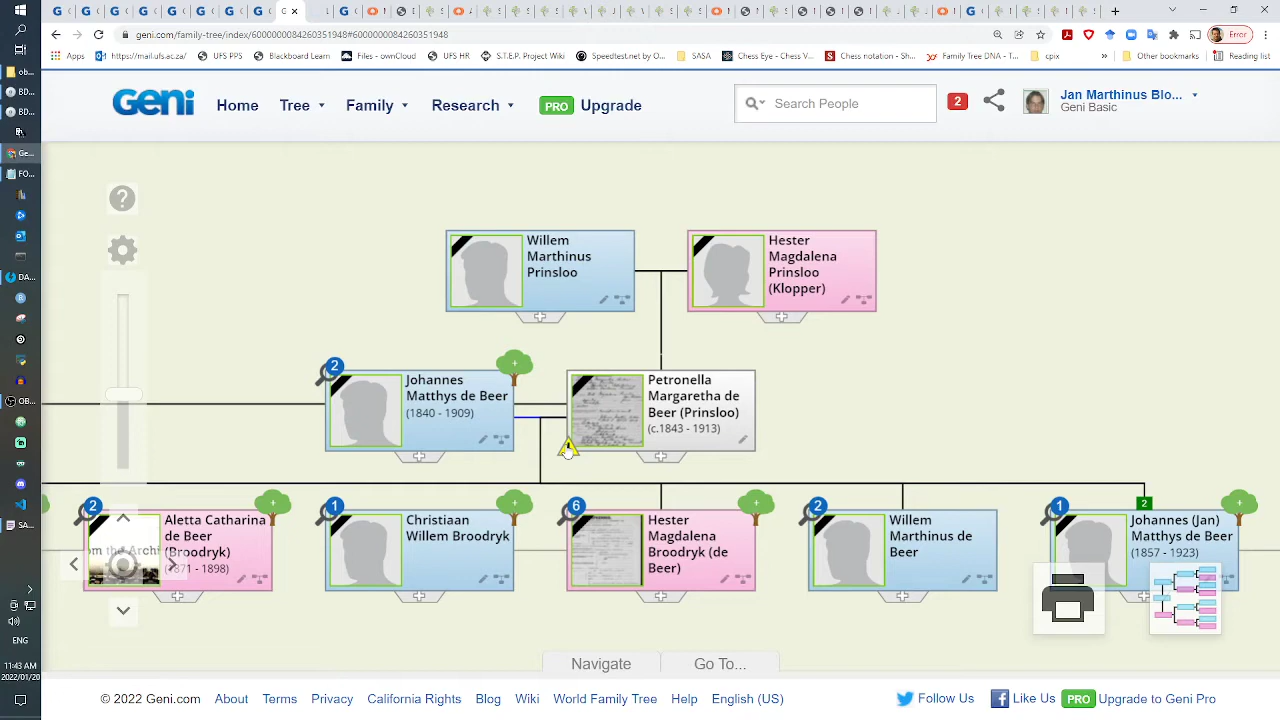 geni.com/family-tree/index/6000000084260351948#6000000084260351948
Error
Apps
https://mail.ufs.ac.za/
UFS PPS
Blackboard Learn
Files - ownCloud
UFS HR
S.T.E.P. Project Wiki
Speedtest.net by O...
SASA
Chess Eye - Chess V...
Chess notation - Sh...
Family Tree DNA - T...
cpix
»
Other bookmarks
Reading list
Geni
Home
Tree
Family
Research
PRO Upgrade
Search People
2
Jan Marthinus Blo...
Geni Basic
Willem
Marthinus
Prinsloo
Hester
Magdalena
Prinsloo
(Klopper)
2
Johannes
Matthys de Beer
(1840 - 1909)
Petronella
Margaretha de
Beer (Prinsloo)
(c.1843 - 1913)
2
Aletta Catharina
de Beer
(Broodryk)
(1871 - 1898)
om the Archi
1
Christiaan
Willem Broodryk
6
Hester
Magdalena
Broodryk (de
Beer)
2
Willem
Marthinus de
Beer
2
1
Johannes (Jan)
Matthys de Beer
(1857 - 1923)
Navigate
Go To...
© 2022 Geni.com
About
Terms
Privacy
California Rights
Blog
Wiki
World Family Tree
Help
English (US)
Follow Us
Like Us
PRO Upgrade to Geni Pro
ENG
11:43 AM